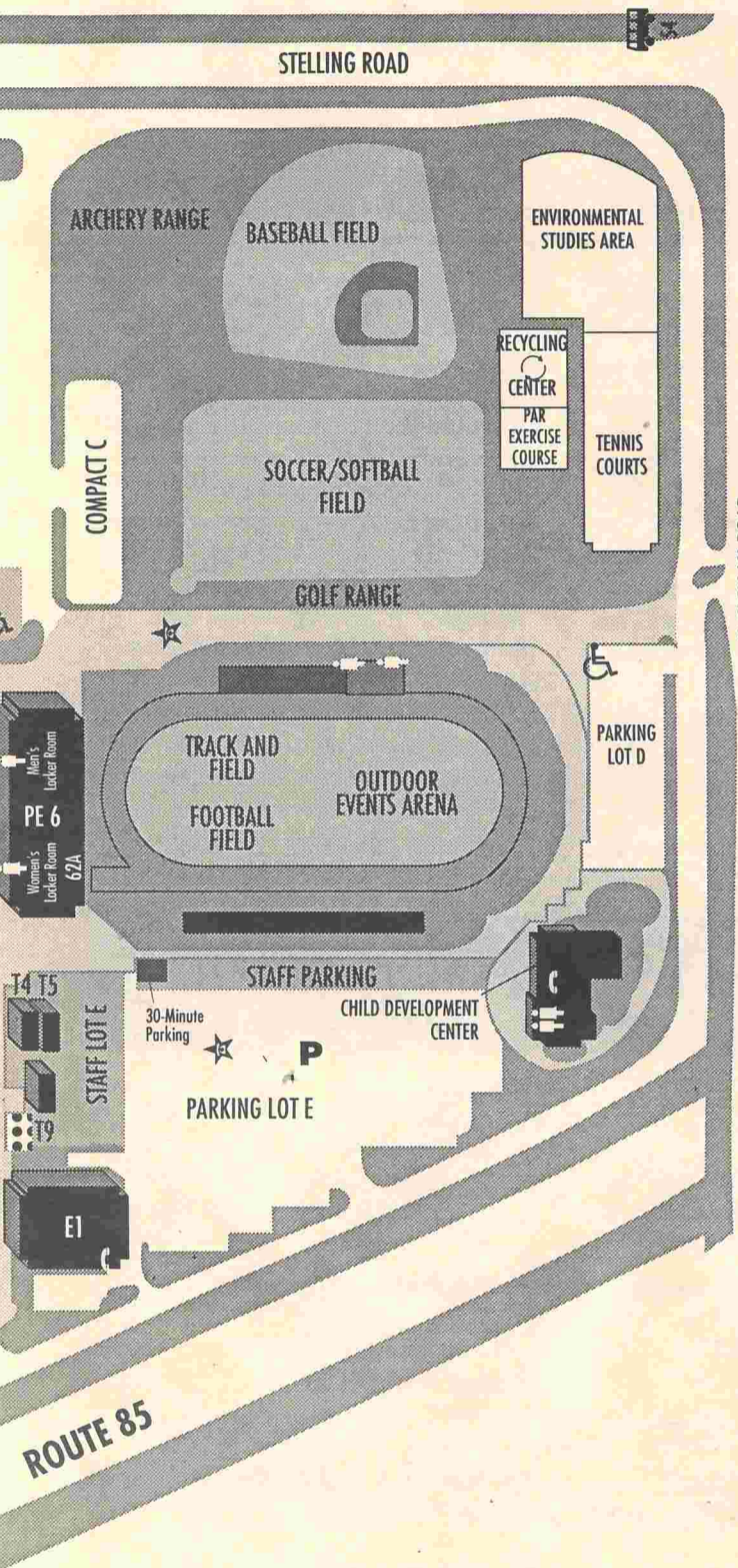 STELLING ROAD
54
ARCHERY RANGE
BASEBALL FIELD
ENVIRONMENTAL
STUDIES AREA
RECYCLING
CENTER
PAR
EXERCISE
COURSE
TENNIS
COURTS
COMPACT C
SOCCER/SOFTBALL
FIELD
GOLF RANGE
TRACK AND
FIELD
FOOTBALL
FIELD
OUTDOOR
EVENTS ARENA
PARKING
LOT D
Men's
Locker Room
PE 6
Women's
Locker Room
62A
STAFF PARKING
30-Minute
Parking
CHILD DEVELOPMENT
CENTER
T4 T5
STAFF LOT E
T9
P
PARKING LOT E
E1
ROUTE 85